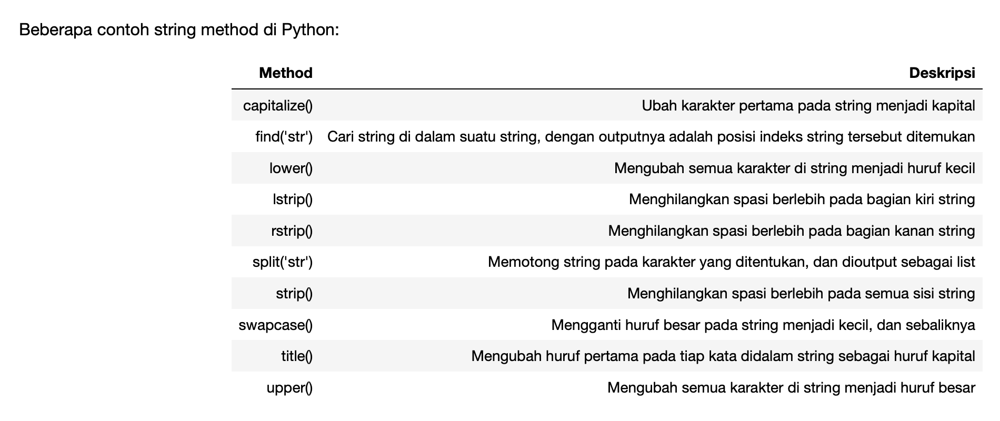 Beberapa contoh string method di Python:
Method Deskripsi
capitalize() Ubah karakter pertama pada string menjadi kapital
find('str') Cari string di dalam suatu string, dengan outputnya adalah posisi indeks string tersebut ditemukan
lower() Mengubah semua karakter di string menjadi huruf kecil
lstrip() Menghilangkan spasi berlebih pada bagian kiri string
rstrip() Menghilangkan spasi berlebih pada bagian kanan string
split('str') Memotong string pada karakter yang ditentukan, dan dioutput sebagai list
strip() Menghilangkan spasi berlebih pada semua sisi string
swapcase() Mengganti huruf besar pada string menjadi kecil, dan sebaliknya
title() Mengubah huruf pertama pada tiap kata didalam string sebagai huruf kapital
upper() Mengubah semua karakter di string menjadi huruf besar